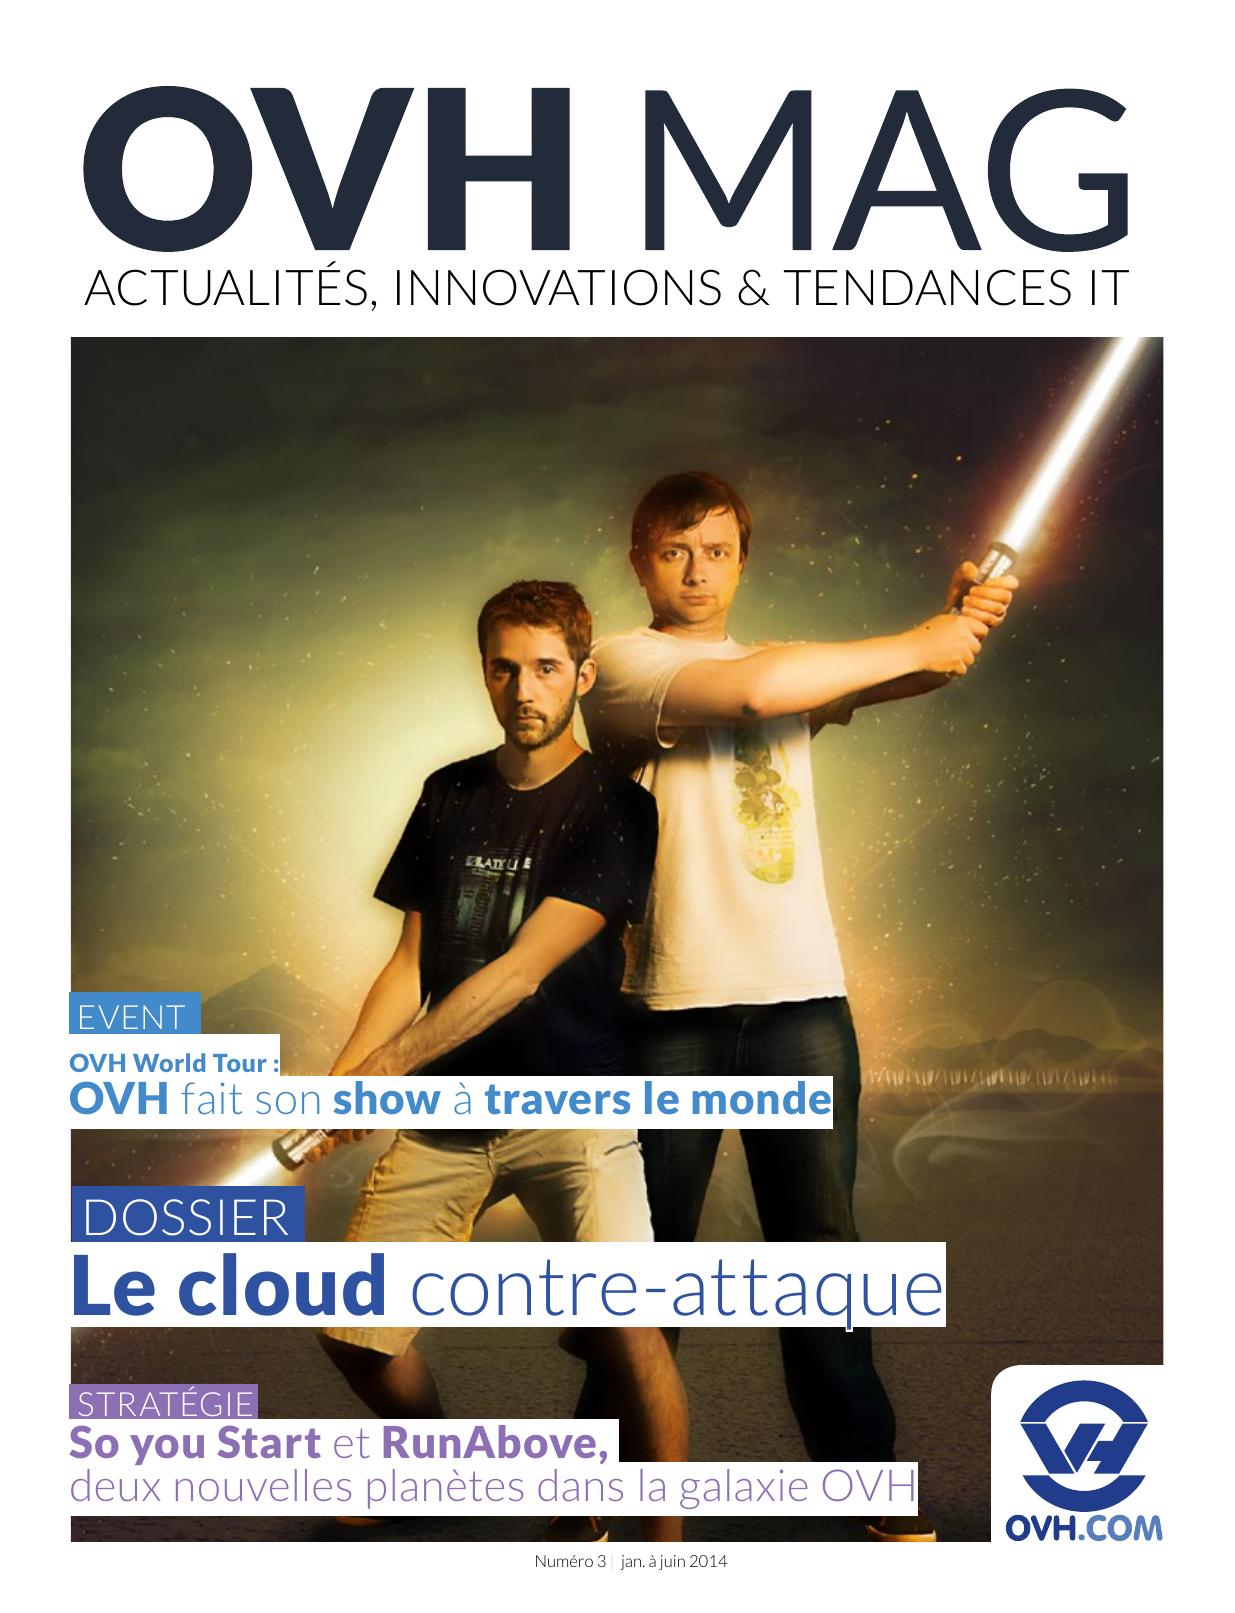 OVH MAG
ACTUALITÉS, INNOVATIONS & TENDANCES IT
EVENT
OVH World Tour :
OVH fait son show à travers le monde
DOSSIER
Le cloud contre-attaque
STRATÉGIE
So you Start et RunAbove,
deux nouvelles planètes dans la galaxie OVH
OVH.COM
Numéro 3 | jan. à juin 2014